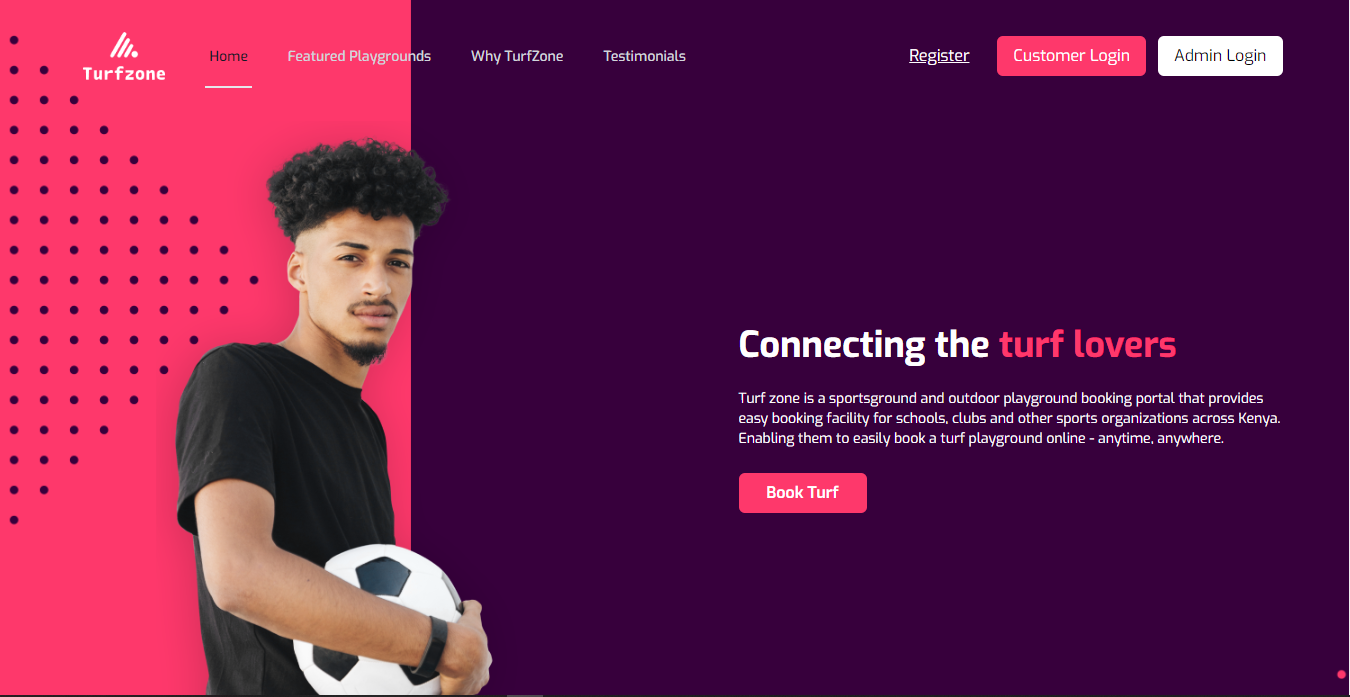 Turfzone
Home
Featured Playgrounds
Why TurfZone
Testimonials
Register
Customer Login
Admin Login
Connecting the turf lovers
Turf zone is a sportsground and outdoor playground booking portal that provides
easy booking facility for schools, clubs and other sports organizations across Kenya.
Enabling them to easily book a turf playground online - anytime, anywhere.
Book Turf